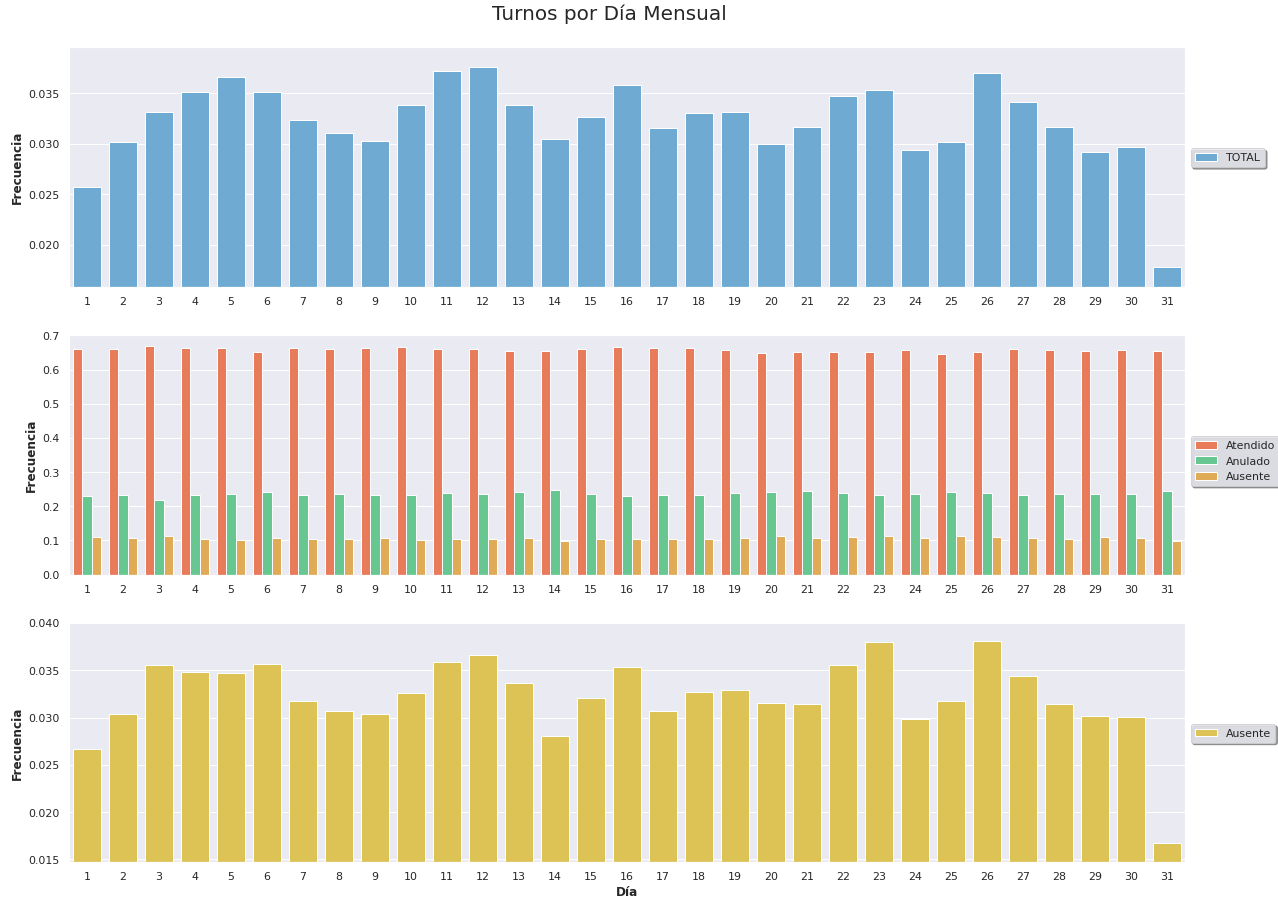 Turnos por Día Mensual
Frecuencia
0.035
0.030
0.025
0.020
1 2 3 4 5 6 7 8 9 10 11 12 13 14 15 16 17 18 19 20 21 22 23 24 25 26 27 28 29 30 31
TOTAL
Frecuencia
0.7
0.6
0.5
0.4
0.3
0.2
0.1
0.0
1 2 3 4 5 6 7 8 9 10 11 12 13 14 15 16 17 18 19 20 21 22 23 24 25 26 27 28 29 30 31
Atendido
Anulado
Ausente
Frecuencia
0.040
0.035
0.030
0.025
0.020
0.015
1 2 3 4 5 6 7 8 9 10 11 12 13 14 15 16 17 18 19 20 21 22 23 24 25 26 27 28 29 30 31
Día
Ausente